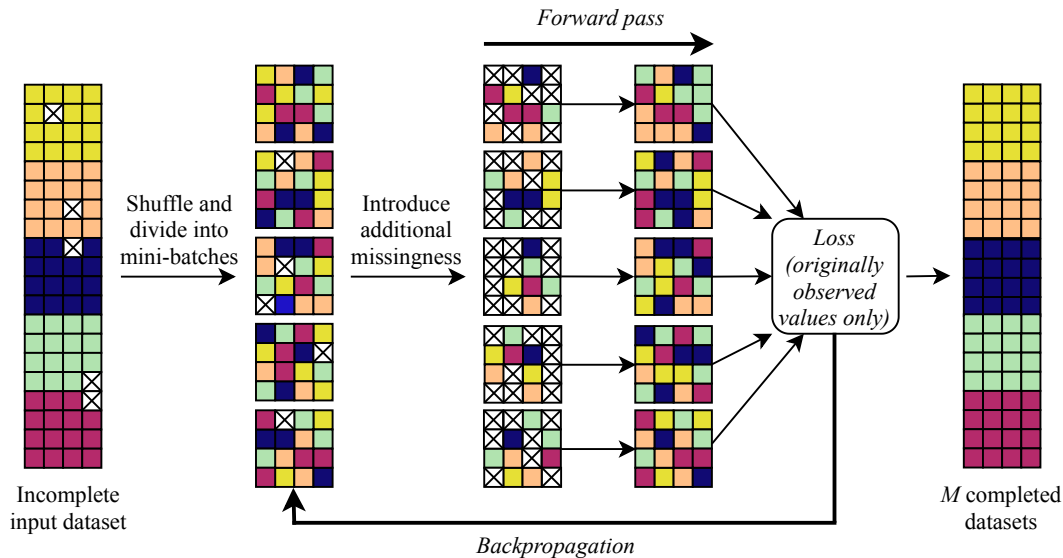 Forward pass
Shuffle and
divide into
mini-batches
Introduce
additional
missingness
Loss
(originally
observed
values only)
Incomplete
input dataset
M completed
datasets
Backpropagation